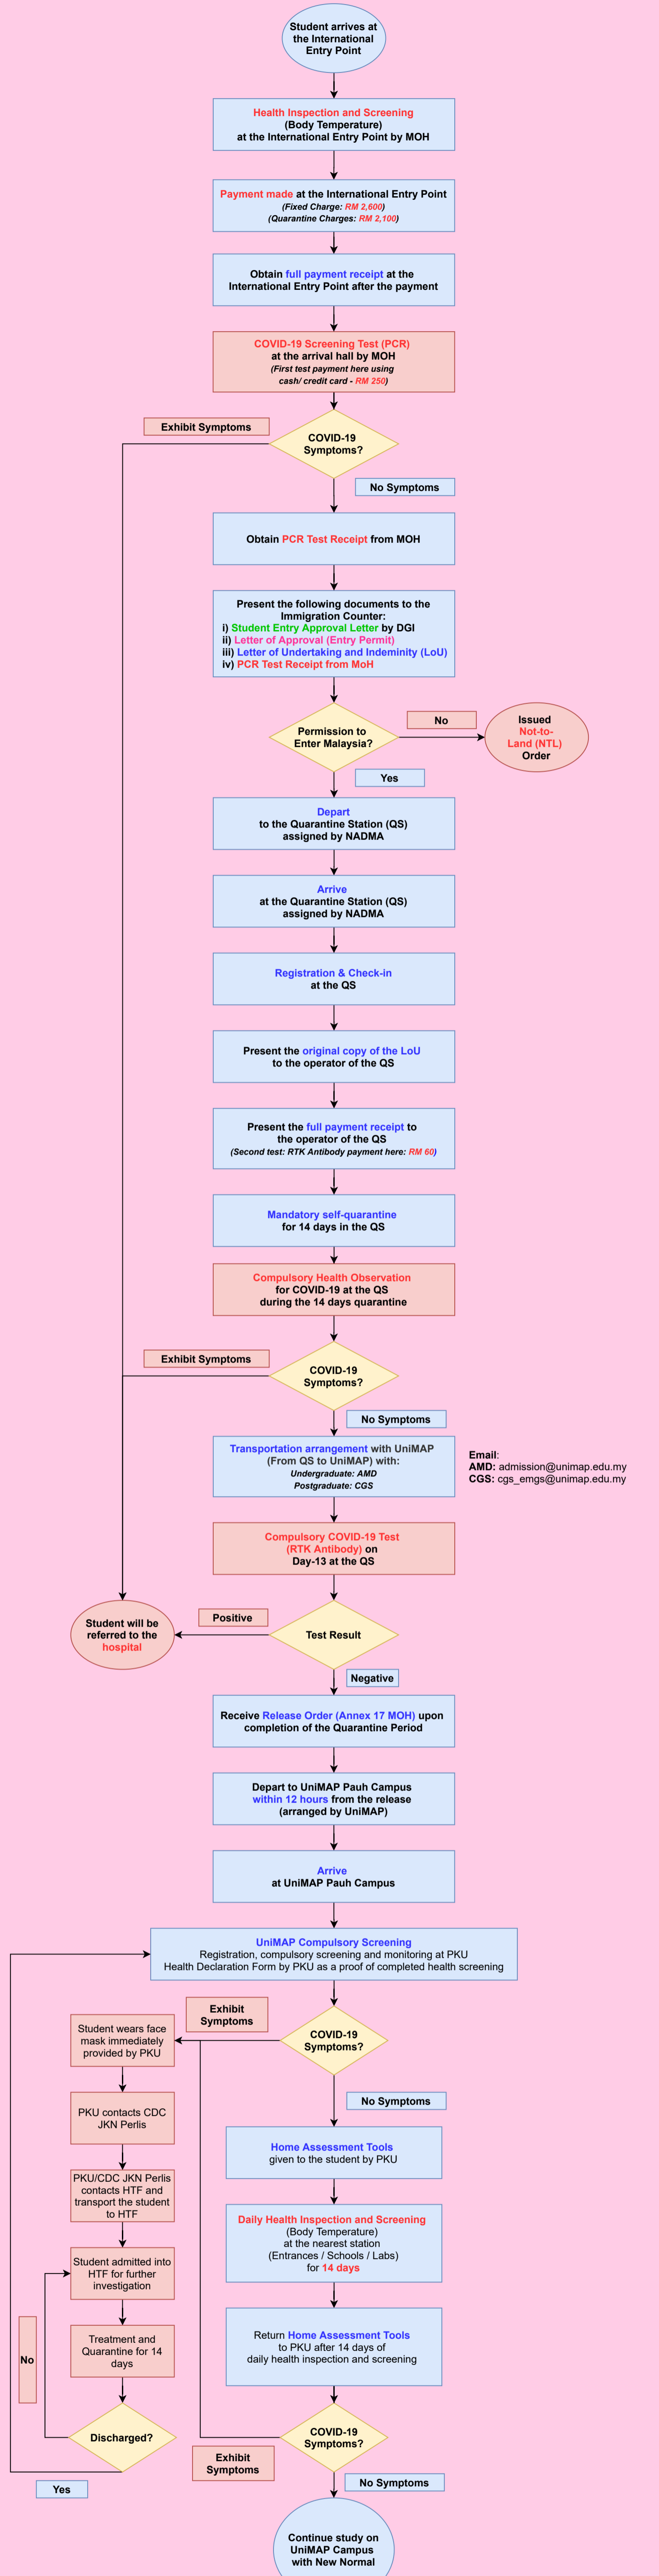 Student arrives at
the International
Entry Point
Health Inspection and Screening
(Body Temperature)
at the International Entry Point by MOH
Payment made at the International Entry Point
(Fixed Charge: RM 2,600)
(Quarantine Charges: RM 2,100)
Obtain full payment receipt at the
International Entry Point after the payment
COVID-19 Screening Test (PCR)
at the arrival hall by MOH
(First test payment here using
cash/ credit card - RM 250)
Exhibit Symptoms
COVID-19
Symptoms?
No Symptoms
Obtain PCR Test Receipt from MOH
Present the following documents to the
Immigration Counter:
i) Student Entry Approval Letter by DGI
ii) Letter of Approval (Entry Permit)
iii) Letter of Undertaking and Indeminity (LoU)
iv) PCR Test Receipt from MoH
Permission to
Enter Malaysia?
No
Issued
Not-to-
Land (NTL)
Order
Yes
Depart
to the Quarantine Station (QS)
assigned by NADMA
Arrive
at the Quarantine Station (QS)
assigned by NADMA
Registration & Check-in
at the QS
Present the original copy of the LoU
to the operator of the QS
Present the full payment receipt to
the operator of the QS
(Second test: RTK Antibody payment here: RM 60)
Mandatory self-quarantine
for 14 days in the QS
Compulsory Health Observation
for COVID-19 at the QS
during the 14 days quarantine
Exhibit Symptoms
COVID-19
Symptoms?
No Symptoms
Transportation arrangement with UniMAP
(From QS to UniMAP) with:
Undergraduate: AMD
Postgraduate: CGS
Email:
AMD: admission@unimap.edu.my
CGS: cgs_emgs@unimap.edu.my
Compulsory COVID-19 Test
(RTK Antibody) on
Day-13 at the QS
Student will be
referred to the
hospital
Positive
Test Result
Negative
Receive Release Order (Annex 17 MOH) upon
completion of the Quarantine Period
Depart to UniMAP Pauh Campus
within 12 hours from the release
(arranged by UniMAP)
Arrive
at UniMAP Pauh Campus
UniMAP Compulsory Screening
Registration, compulsory screening and monitoring at PKU
Health Declaration Form by PKU as a proof of completed health screening
Exhibit
Symptoms
COVID-19
Symptoms?
Student wears face
mask immediately
provided by PKU
No Symptoms
PKU contacts CDC
JKN Perlis
Home Assessment Tools
given to the student by PKU
PKU/CDC JKN Perlis
contacts HTF and
transport the student
to HTF
Daily Health Inspection and Screening
(Body Temperature)
at the nearest station
(Entrances / Schools / Labs)
for 14 days
Student admitted into
HTF for further
investigation
Return Home Assessment Tools
to PKU after 14 days of
daily health inspection and screening
Treatment and
Quarantine for 14
days
No
Discharged?
COVID-19
Symptoms?
Exhibit
Symptoms
Yes
No Symptoms
Continue study on
UniMAP Campus
with New Normal